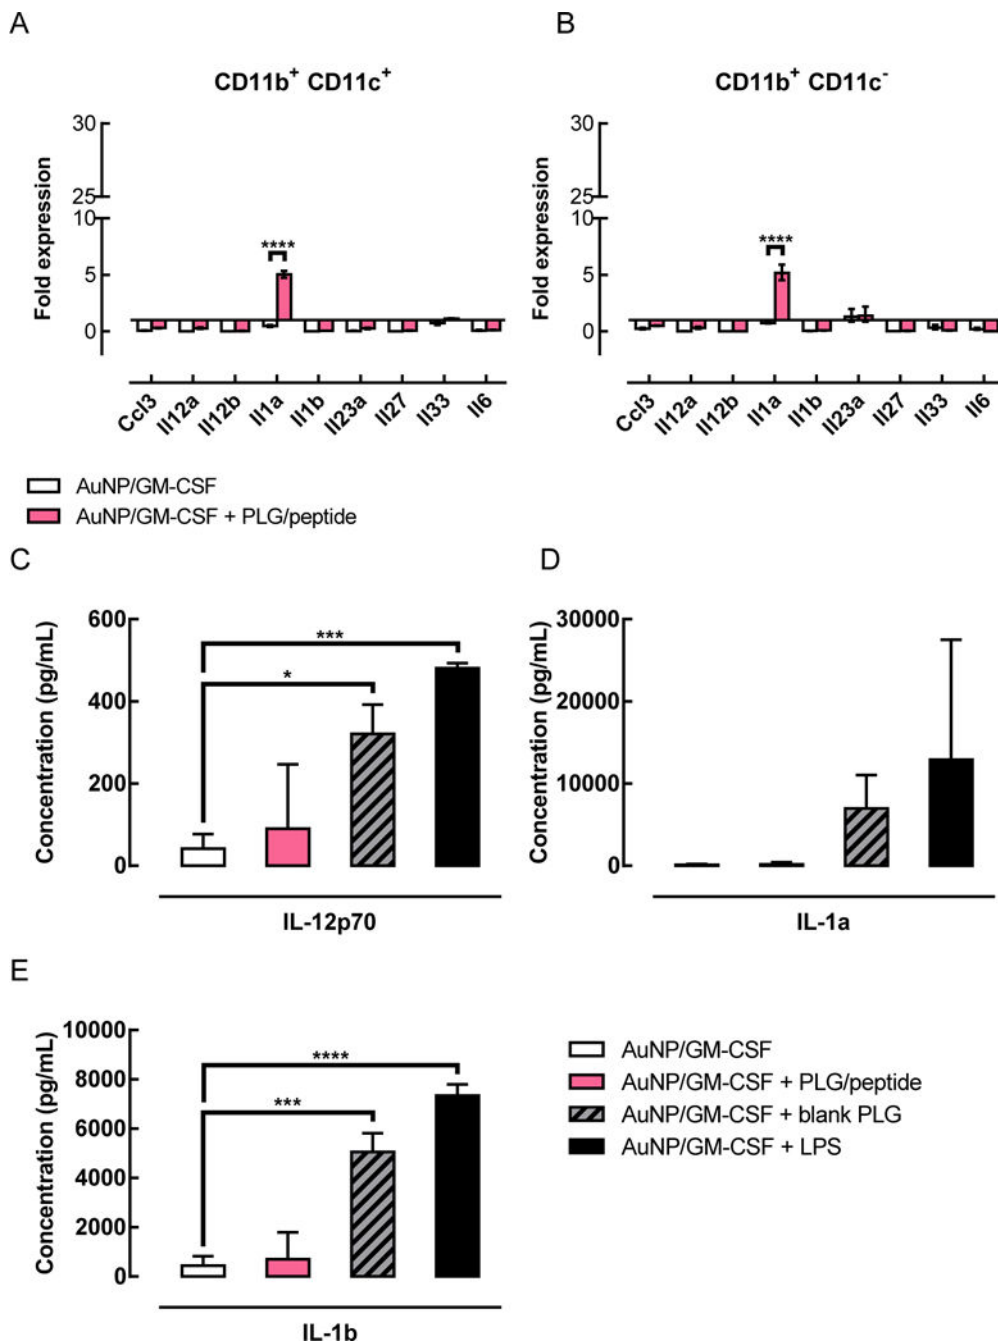 A
B
CD11b+ CD11c+
CD11b+ CD11c-
Fold expression
30
25
10
5
0
****
Ccl3
Il12a
Il12b
Il1a
Il1b
Il23a
Il27
Il33
Il6
Fold expression
30
25
10
5
0
****
Ccl3
Il12a
Il12b
Il1a
Il1b
Il23a
Il27
Il33
Il6
AuNP/GM-CSF
AuNP/GM-CSF + PLG/peptide
C
D
Concentration (pg/mL)
600
400
200
0
***
*
IL-12p70
Concentration (pg/mL)
30000
20000
10000
0
IL-1a
E
Concentration (pg/mL)
10000
8000
6000
4000
2000
0
****
***
IL-1b
AuNP/GM-CSF
AuNP/GM-CSF + PLG/peptide
AuNP/GM-CSF + blank PLG
AuNP/GM-CSF + LPS